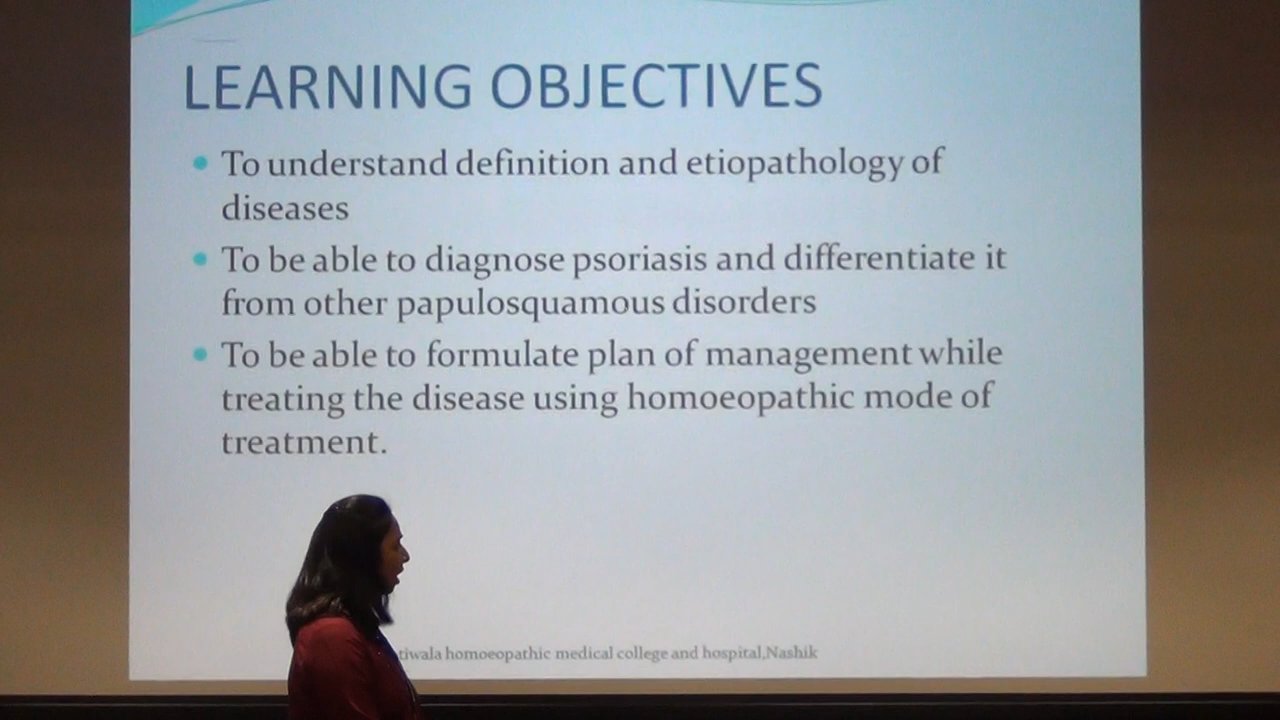 LEARNING OBJECTIVES
To understand definition and etiopathology of
diseases
To be able to diagnose psoriasis and differentiate it
from other papulosquamous disorders
To be able to formulate plan of management while
treating the disease using homoeopathic mode of
treatment.
homoeopathic medical college and hospital,Nashik